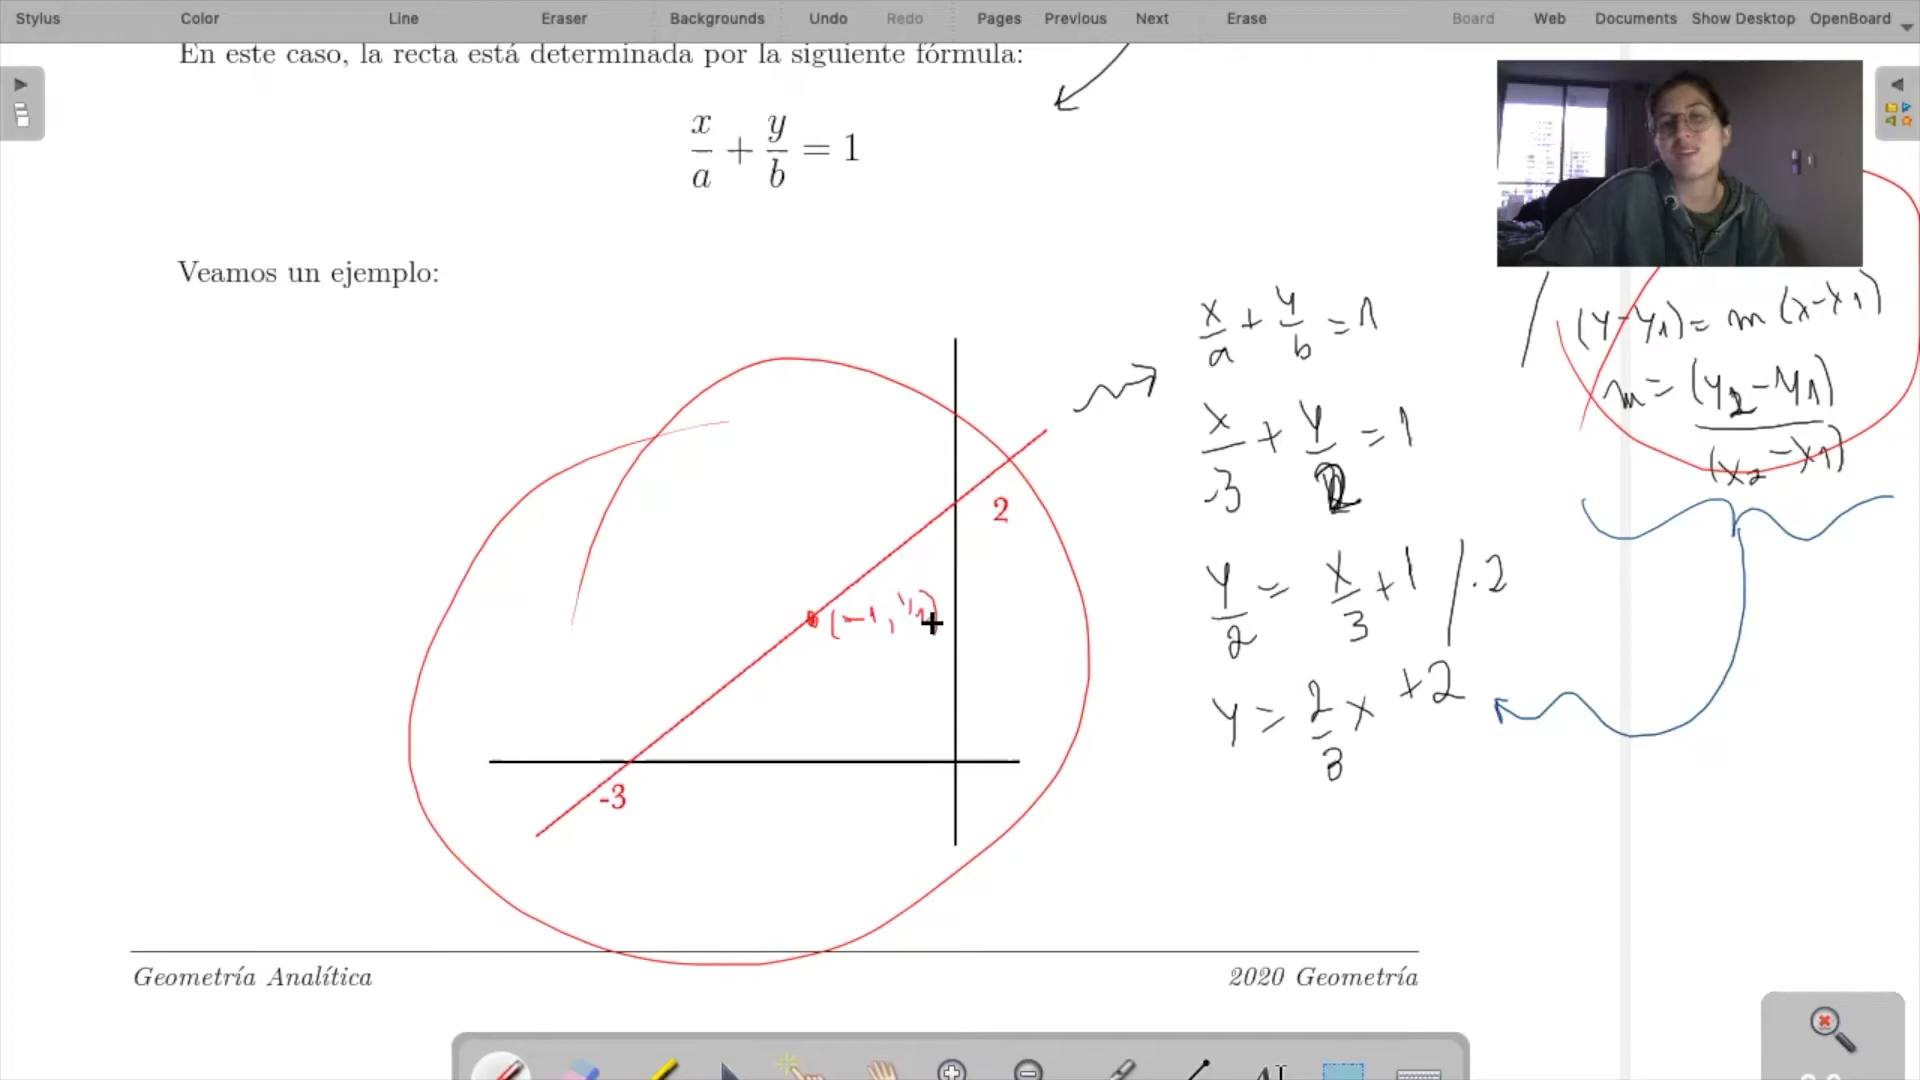 Stylus Color Line Eraser Backgrounds Undo Redo Pages Previous Next Erase Board Web Documents Show Desktop OpenBoard
En este caso, la recta está determinada por la siguiente fórmula:
x/a + y/b = 1
Veamos un ejemplo:
2
(-1,
-3
x/a + y/b = 1
x/-3 + y/2 = 1
y/2 = x/3 + 1 / ·2
y = 2/3 x + 2
(y-y1) = m (x-x1)
m = (y2-y1)/(x2-x1)
Geometría Analítica
2020 Geometría